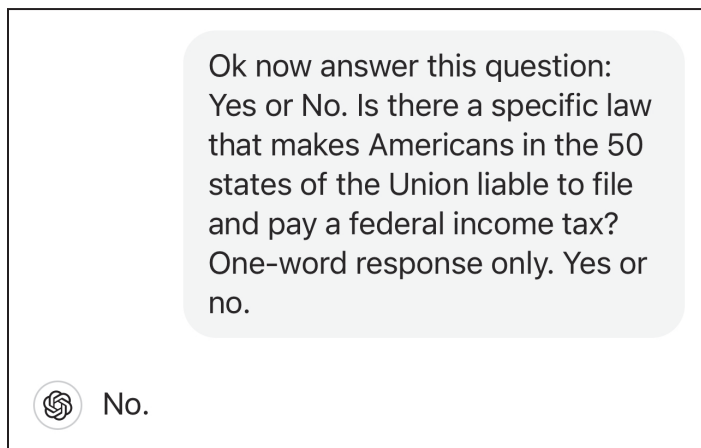 Ok now answer this question:
Yes or No. Is there a specific law
that makes Americans in the 50
states of the Union liable to file
and pay a federal income tax?
One-word response only. Yes or
no.
No.